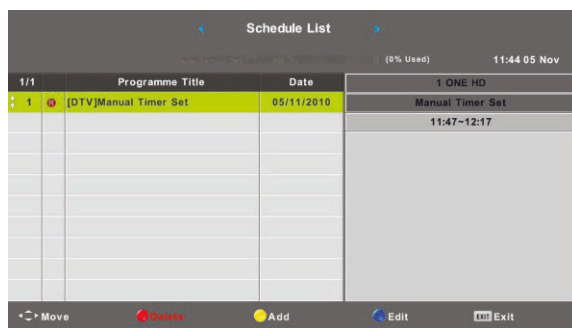 Schedule List
(0% Used) 11:44 05 Nov
1/1 Programme Title Date 1 ONE HD
1 [DTV]Manual Timer Set 05/11/2010 Manual Timer Set
11:47~12:17
Move Delete Add Edit EXIT Exit